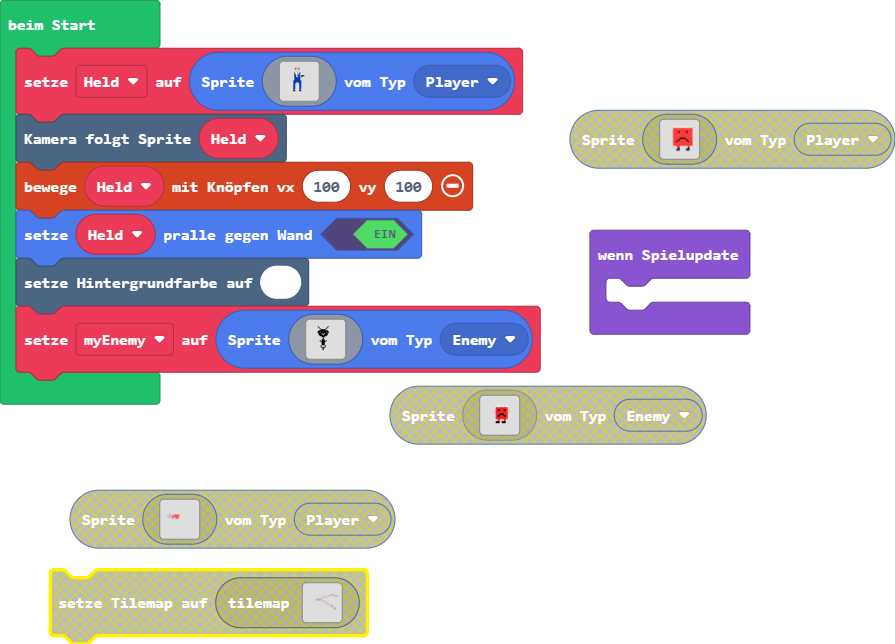 beim Start
setze Held auf Sprite vom Typ Player
Kamera folgt Sprite Held
bewege Held mit Knöpfen vx 100 vy 100
setze Held pralle gegen Wand EIN
setze Hintergrundfarbe auf
setze myEnemy auf Sprite vom Typ Enemy
Sprite vom Typ Player
wenn Spielupdate
Sprite vom Typ Enemy
Sprite vom Typ Player
setze Tilemap auf tilemap